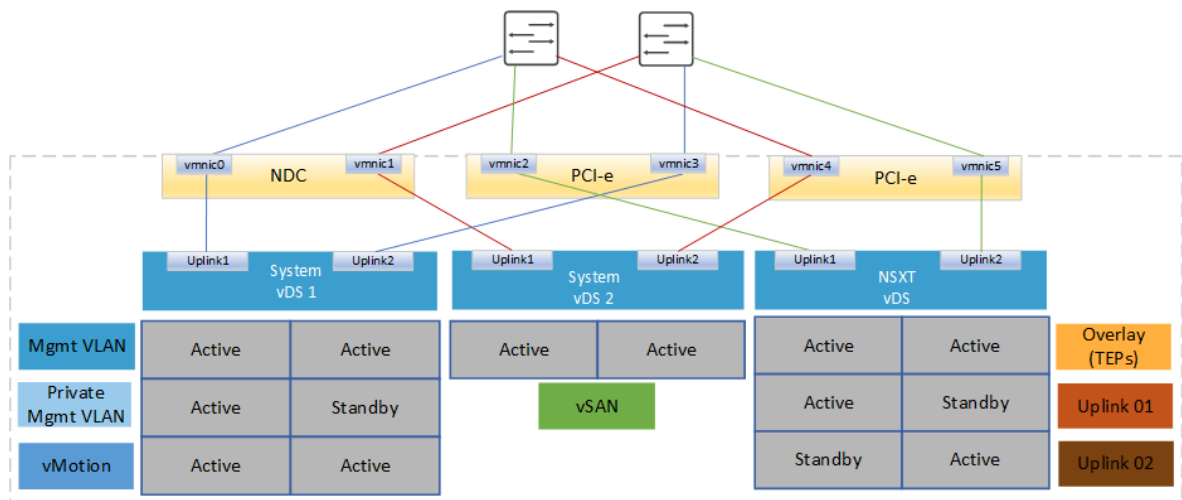 vmnic0
vmnic1
vmnic2
vmnic3
vmnic4
vmnic5
NDC
PCI-e
PCI-e
Uplink1
Uplink2
System
vDS 1
Uplink1
Uplink2
System
vDS 2
Uplink1
Uplink2
NSXT
vDS
Mgmt VLAN
Active
Active
Active
Active
Active
Active
Overlay
(TEPs)
Private
Mgmt VLAN
Active
Standby
vSAN
Active
Standby
Uplink 01
vMotion
Active
Active
Standby
Active
Uplink 02